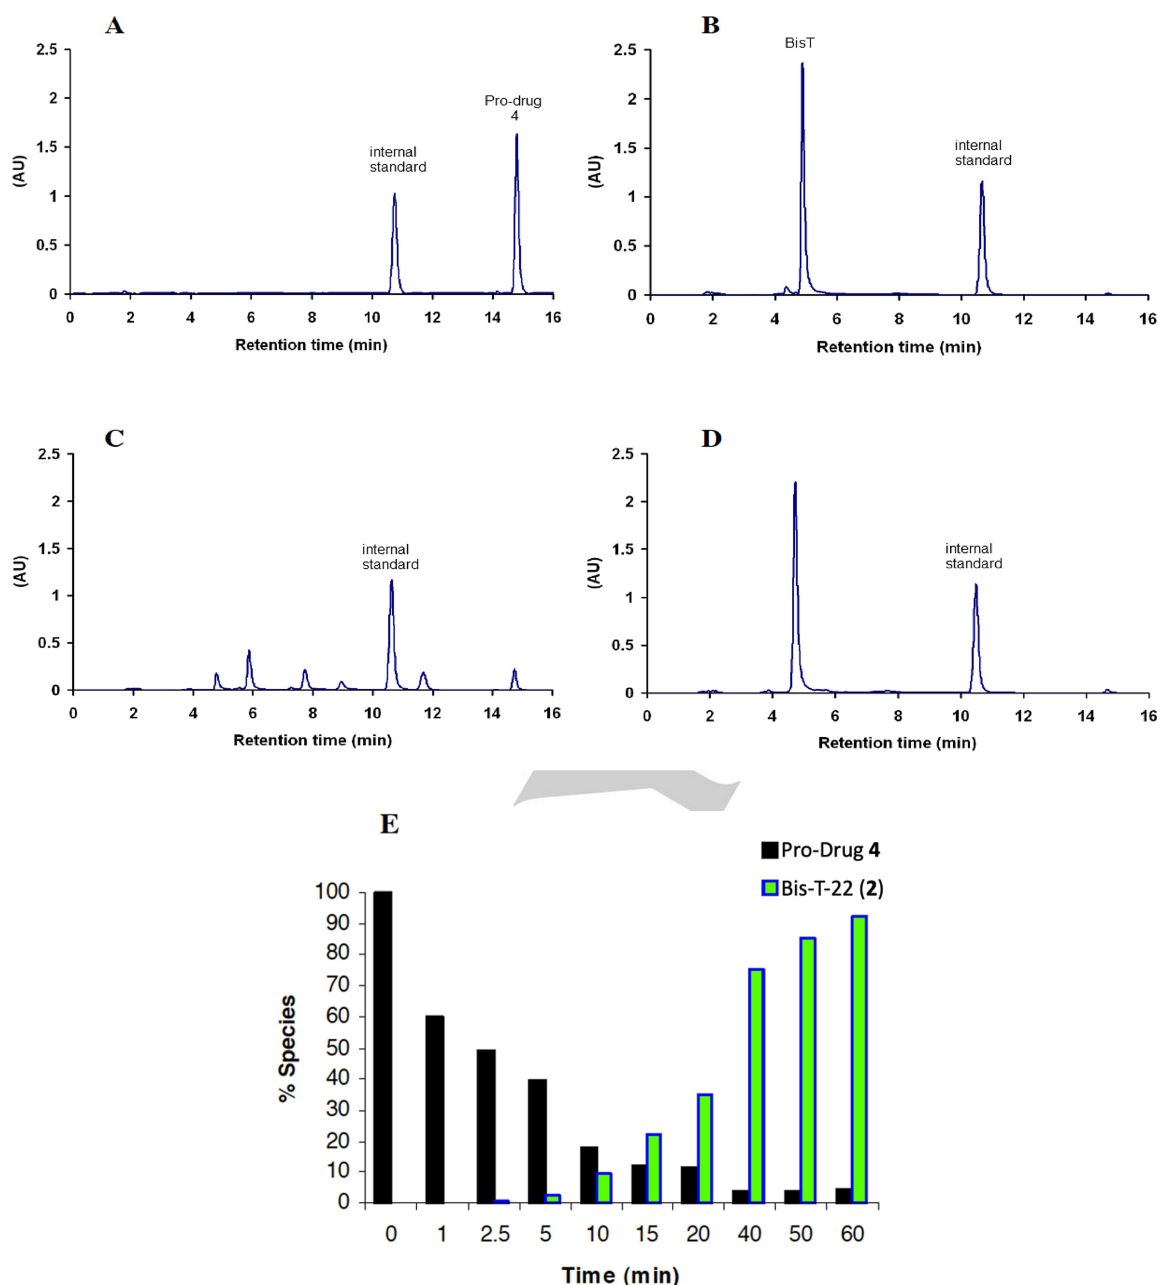 A
B
2.5
2
1.5
1
0.5
0
(AU)
internal
standard
Pro-drug
4
0 2 4 6 8 10 12 14 16
Retention time (min)
2.5
2
1.5
1
0.5
0
(AU)
BisT
internal
standard
0 2 4 6 8 10 12 14 16
Retention time (min)
C
D
2.5
2
1.5
1
0.5
0
(AU)
internal
standard
0 2 4 6 8 10 12 14 16
Retention time (min)
2.5
2
1.5
1
0.5
0
(AU)
internal
standard
0 2 4 6 8 10 12 14 16
Retention time (min)
E
Pro-Drug 4
Bis-T-22 (2)
100
90
80
70
60
50
40
30
20
10
0
% Species
0 1 2.5 5 10 15 20 40 50 60
Time (min)